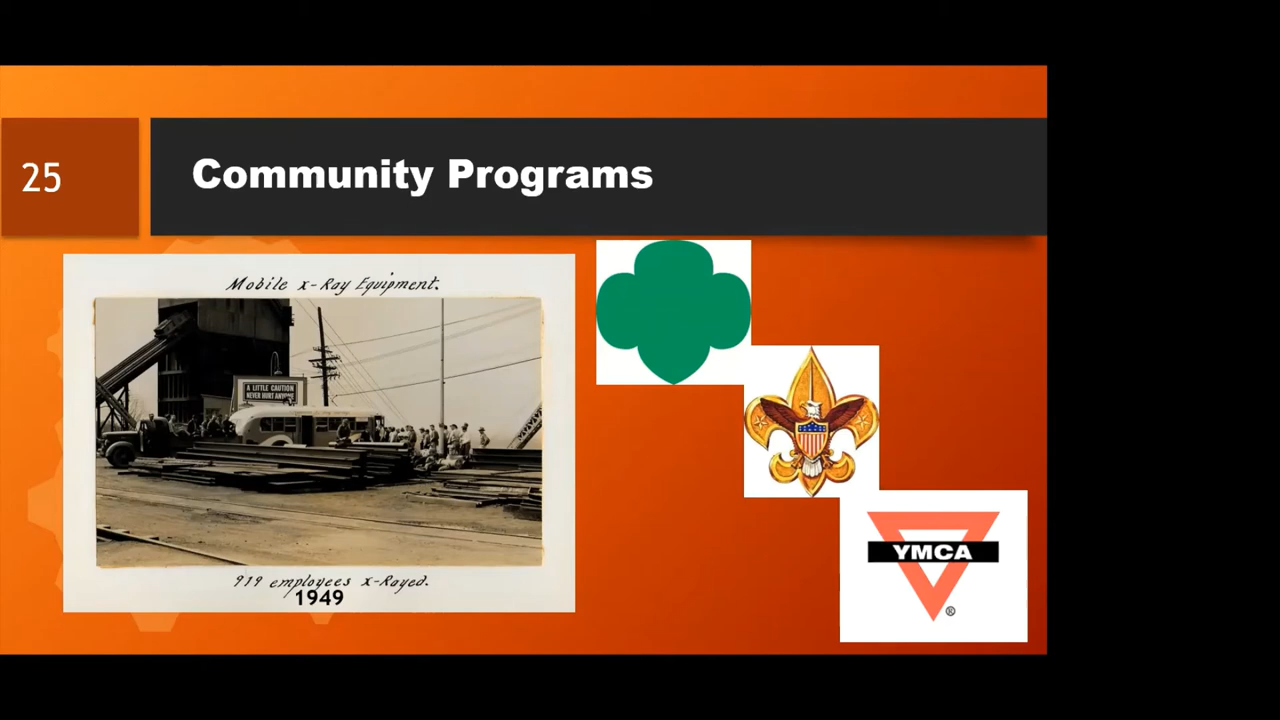 25
Community Programs
Mobile x-Ray Equipment.
A LITTLE CAUTION
NEVER HURT ANYONE
919 employees x-Rayed.
1949
YMCA
®